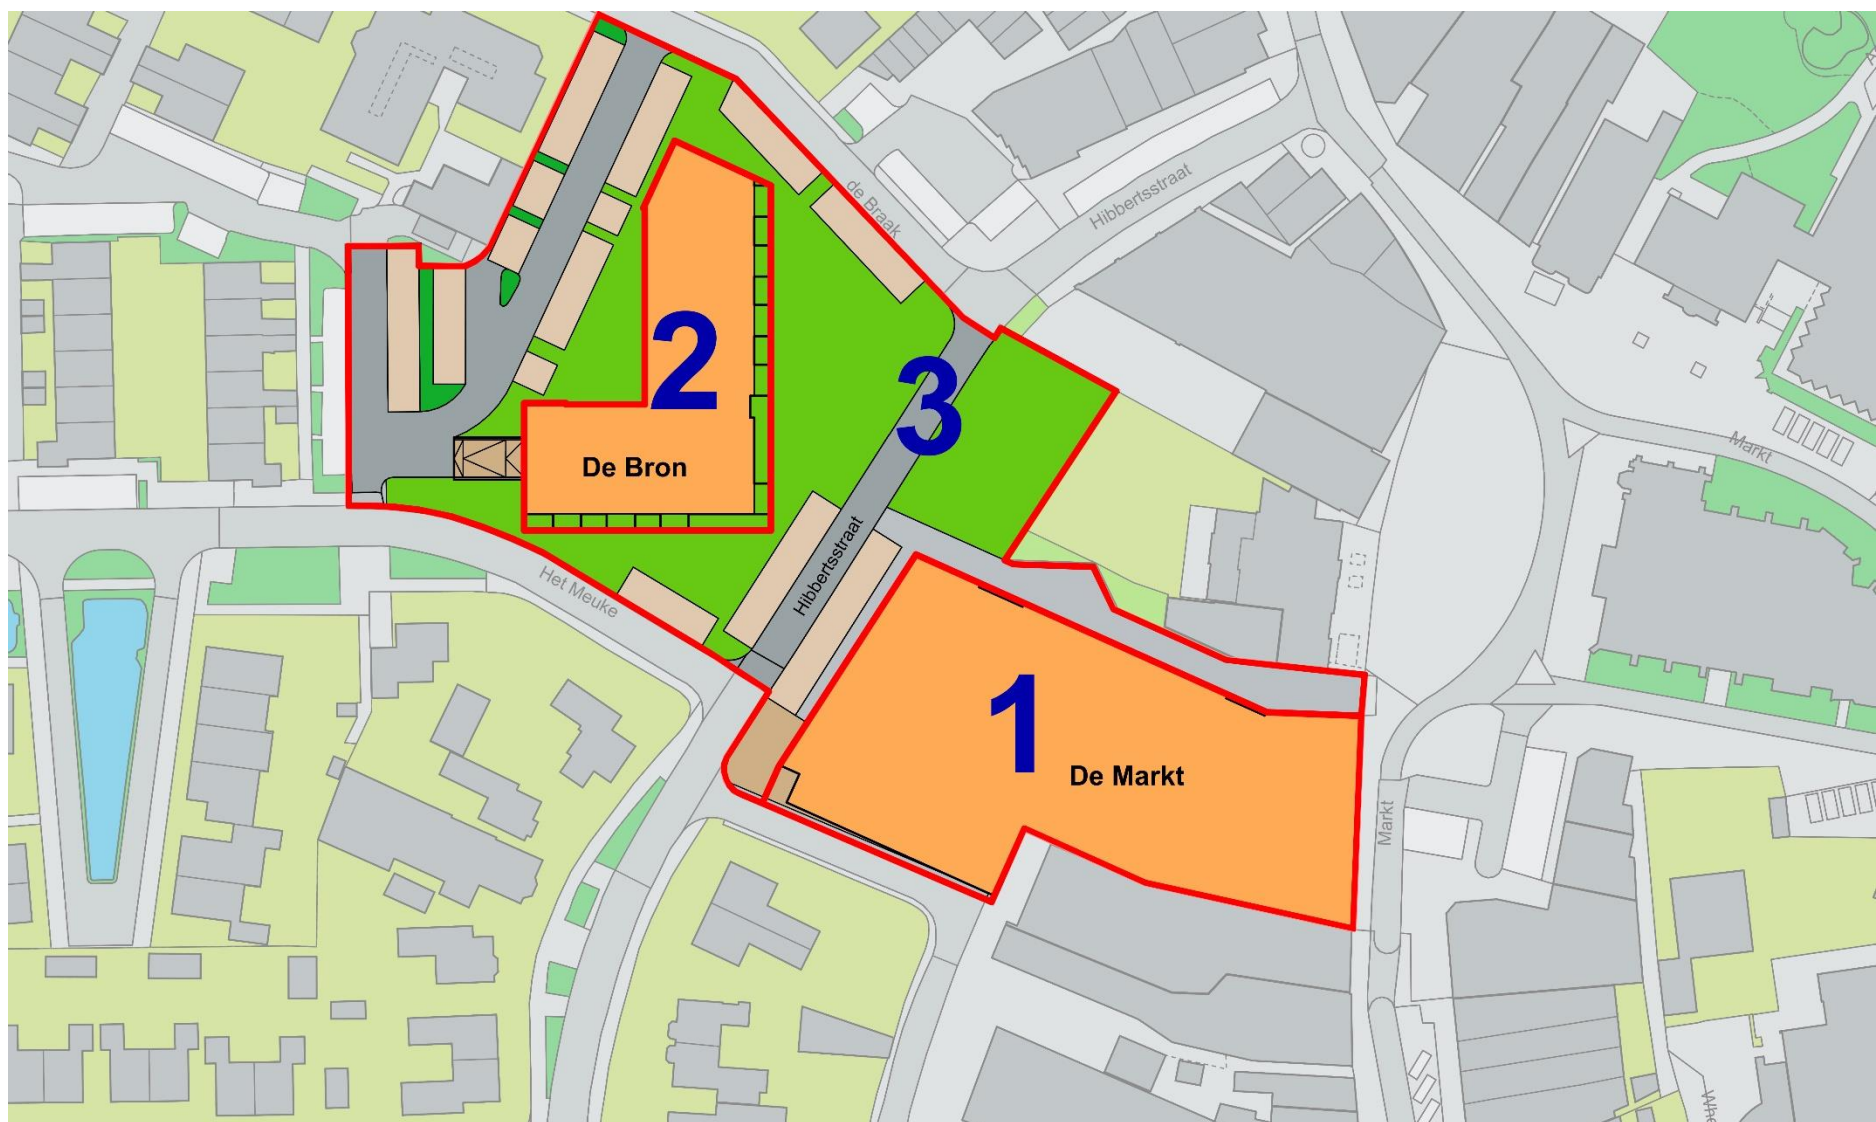 de Braak
Hibbertsstraat
2
3
Markt
De Bron
Hibbertsstraat
Het Meuke
1
De Markt
Markt